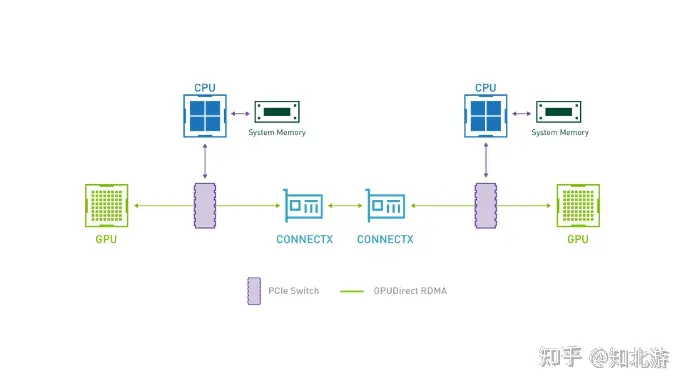 CPU
CPU
System Memory
System Memory
GPU
CONNECTX
CONNECTX
GPU
PCIe Switch
GPUDirect RDMA
知乎 @知北游